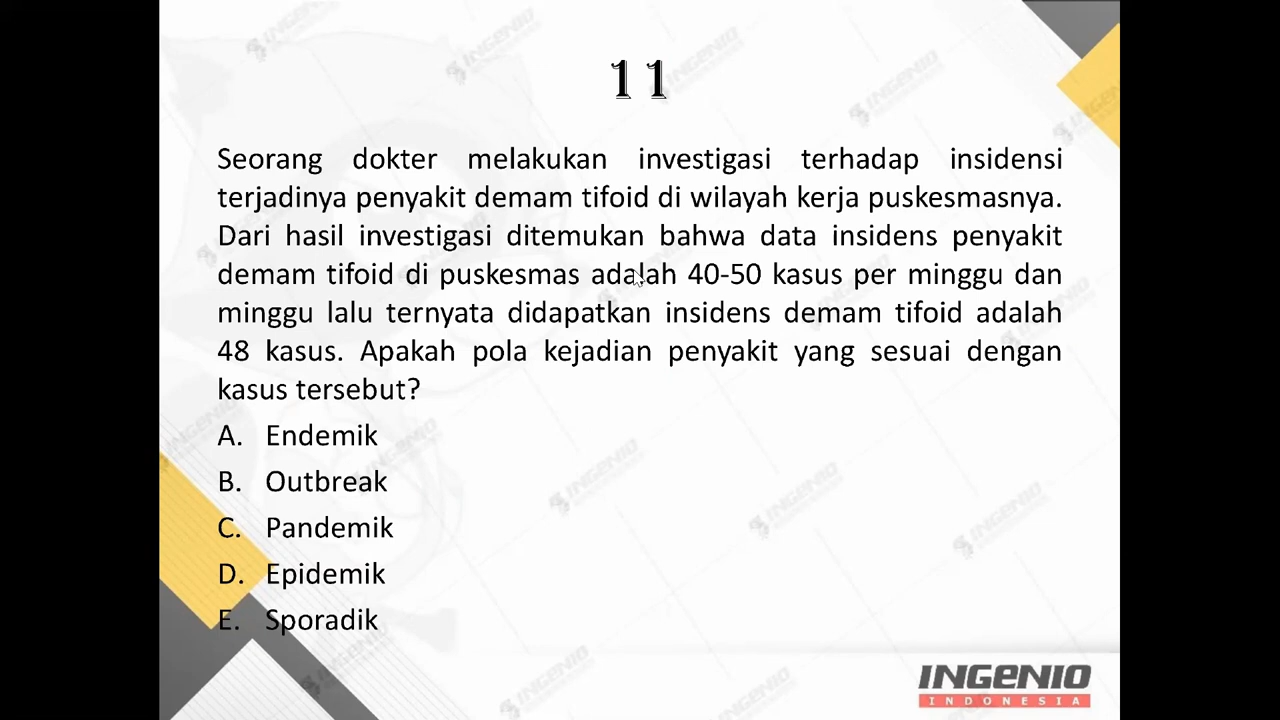 11
Seorang dokter melakukan investigasi terhadap insidensi
terjadinya penyakit demam tifoid di wilayah kerja puskesmasnya.
Dari hasil investigasi ditemukan bahwa data insidens penyakit
demam tifoid di puskesmas adalah 40-50 kasus per minggu dan
minggu lalu ternyata didapatkan insidens demam tifoid adalah
48 kasus. Apakah pola kejadian penyakit yang sesuai dengan
kasus tersebut?
A. Endemik
B. Outbreak
C. Pandemik
D. Epidemik
E. Sporadik
INGENIO
INDONESIA